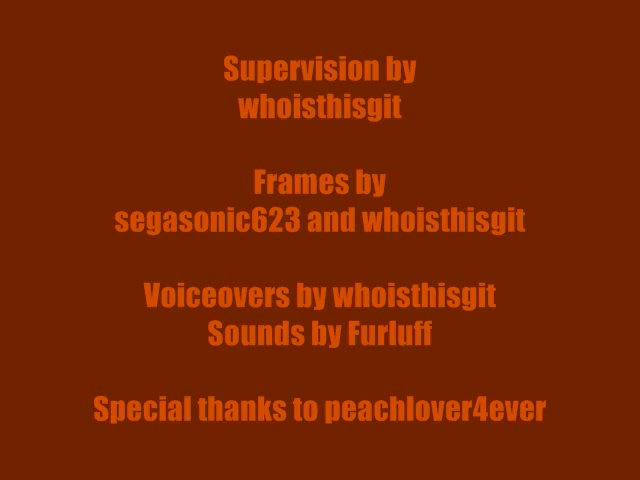 Supervision by
whoisthisgit
Frames by
segasonic623 and whoisthisgit
Voiceovers by whoisthisgit
Sounds by Furluff
Special thanks to peachlover4ever